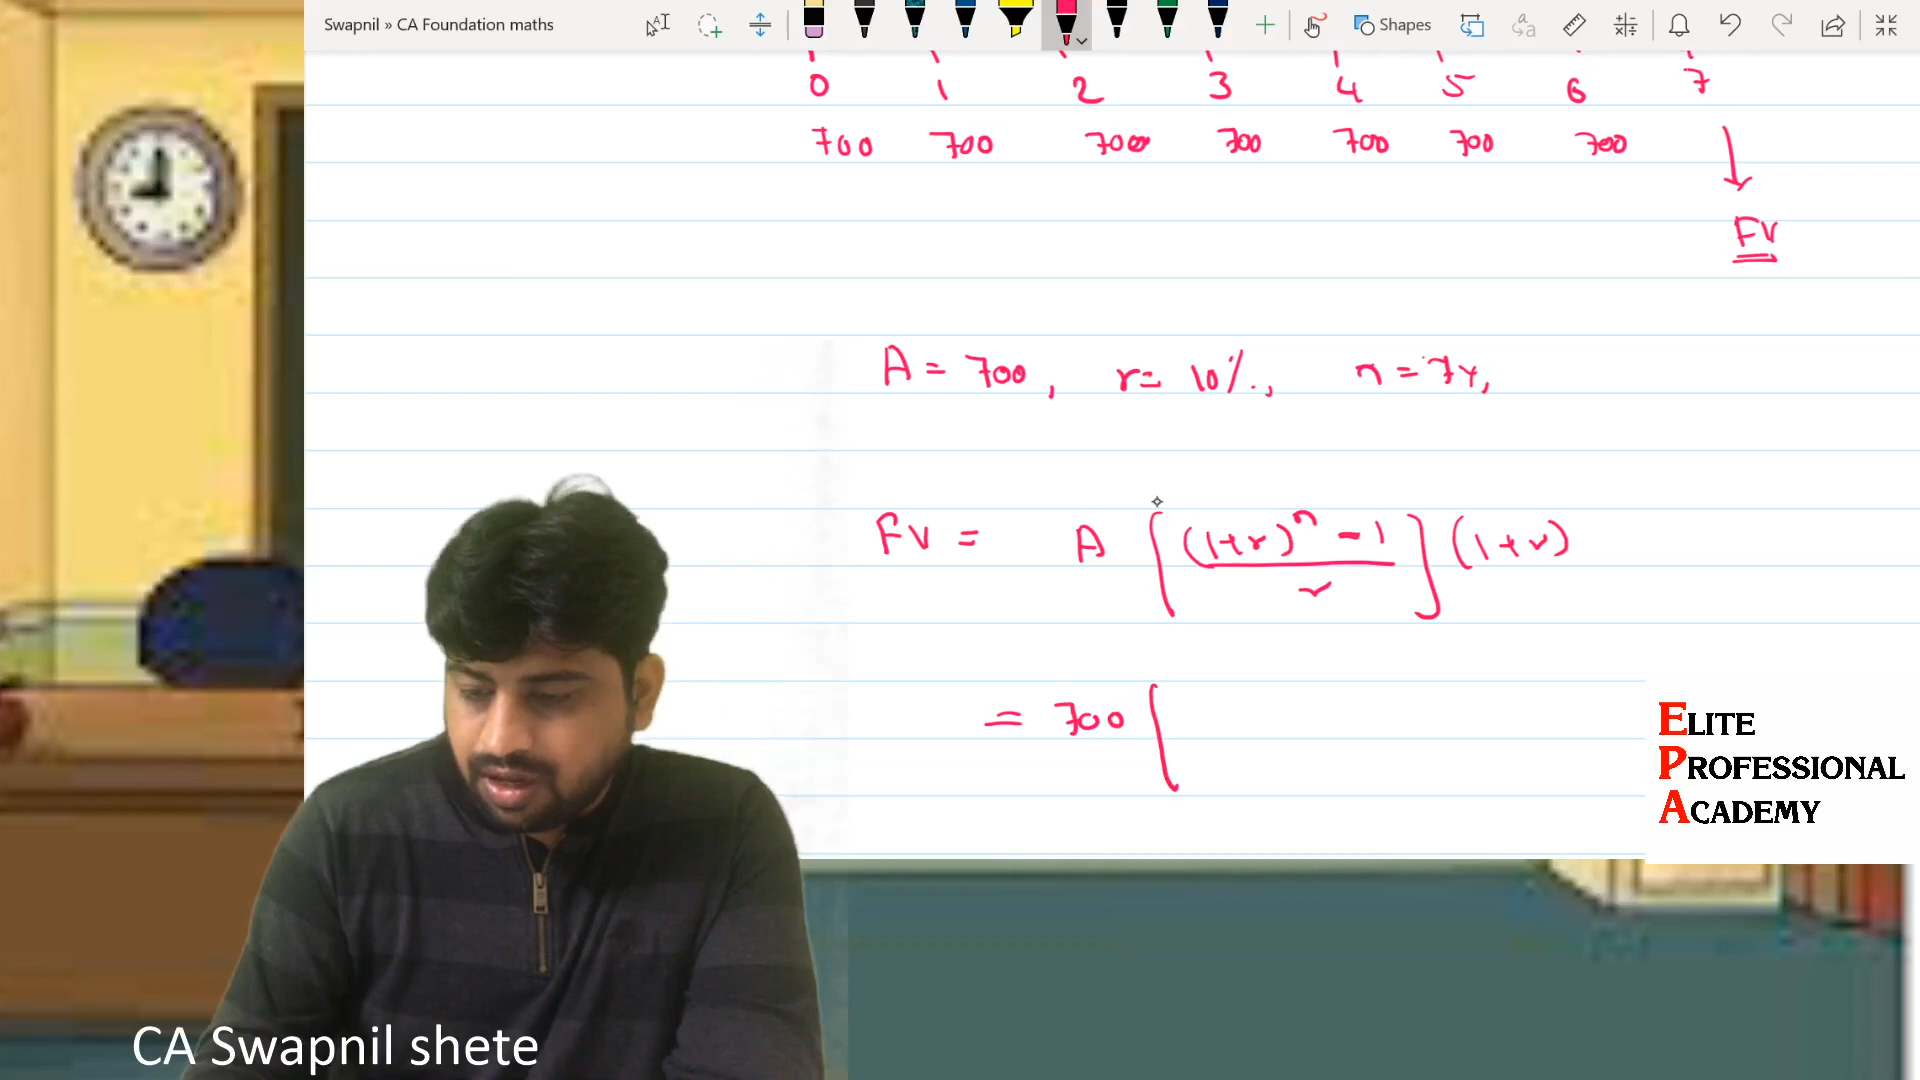 Swapnil » CA Foundation maths
Shapes
0 1 2 3 4 5 6 7
700 700 700 700 700 700 700
FV
A = 700, r = 10%., n = 7y,
FV = A [ (1+r)^n - 1 / r ] (1+r)
= 700 [
ELITE
PROFESSIONAL
ACADEMY
CA Swapnil shete